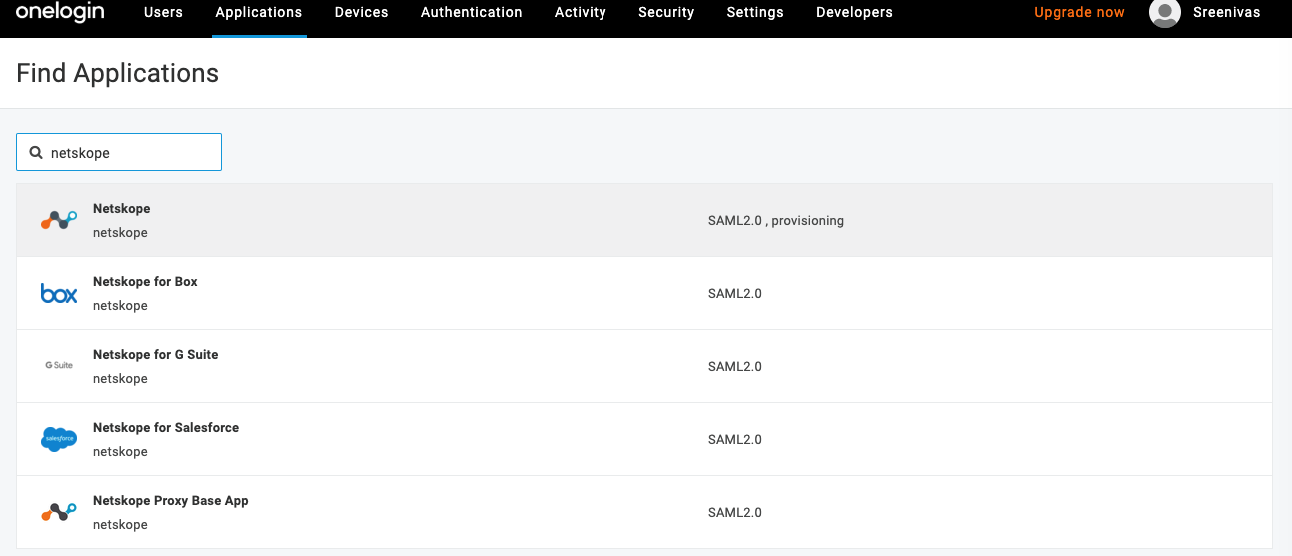 onelogin Users Applications Devices Authentication Activity Security Settings Developers Upgrade now Sreenivas
Find Applications
netskope
Netskope
netskope
SAML2.0 , provisioning
box
Netskope for Box
netskope
SAML2.0
G Suite
Netskope for G Suite
netskope
SAML2.0
salesforce
Netskope for Salesforce
netskope
SAML2.0
Netskope Proxy Base App
netskope
SAML2.0